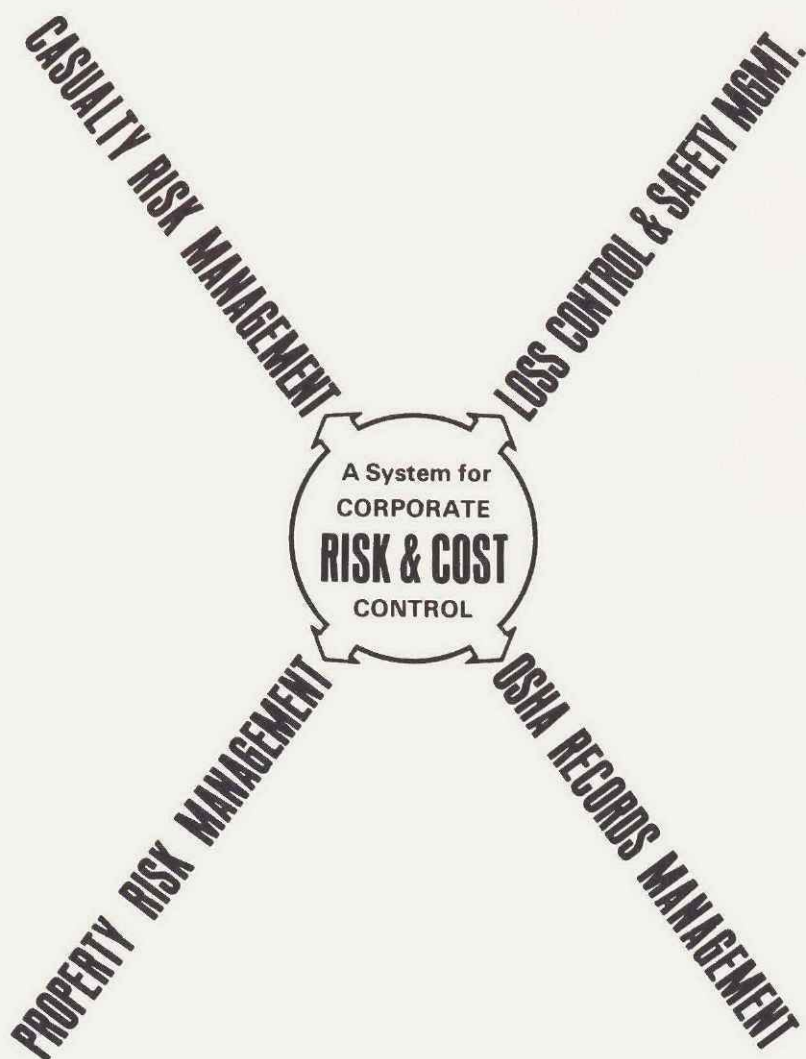 CASUALTY RISK MANAGEMENT
LOSS CONTROL & SAFETY MGMT.
A System for
CORPORATE
RISK & COST
CONTROL
PROPERTY RISK MANAGEMENT
OSHA RECORDS MANAGEMENT